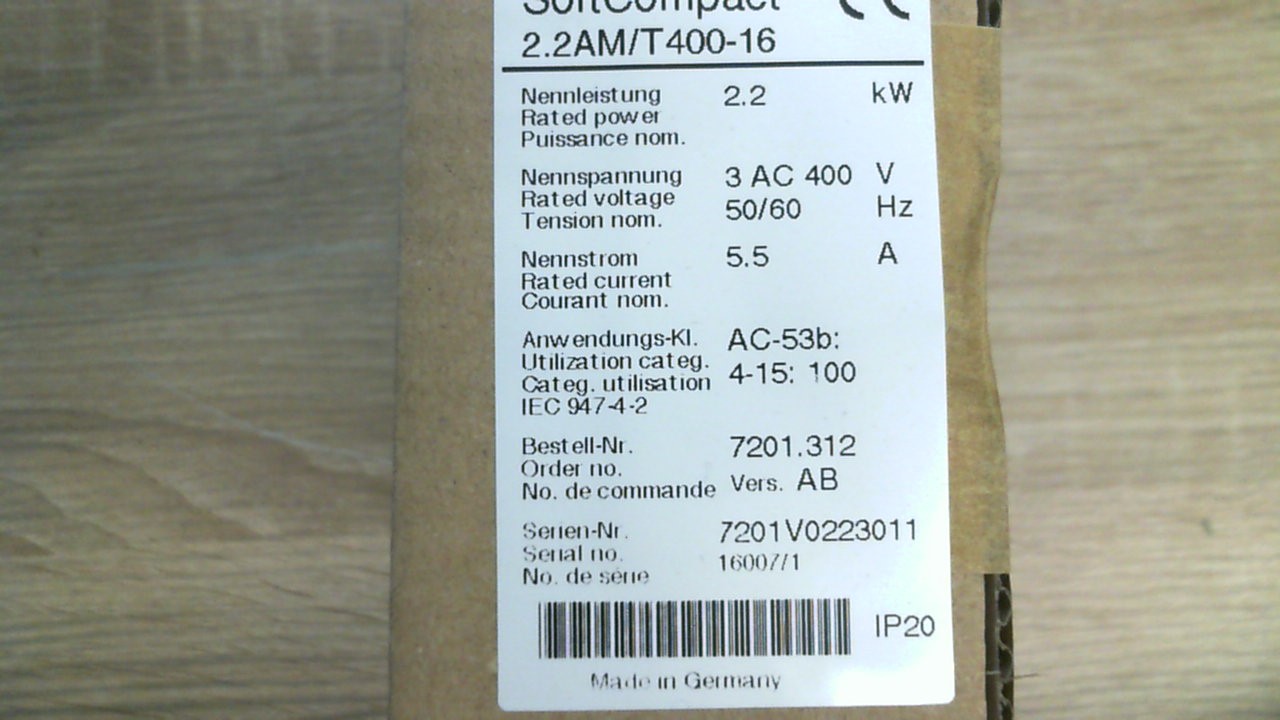 SoftCompact CE
2.2AM/T400-16
Nennleistung 2.2 kW
Rated power
Puissance nom.
Nennspannung 3 AC 400 V
Rated voltage 50/60 Hz
Tension nom.
Nennstrom 5.5 A
Rated current
Courant nom.
Anwendungs-Kl. AC-53b:
Utilization categ. 4-15: 100
Categ. utilisation
IEC 947-4-2
Bestell-Nr. 7201.312
Order no. Vers. AB
No. de commande
Serien-Nr. 7201V0223011
Serial no. 16007/1
No. de série
IP20
Made in Germany